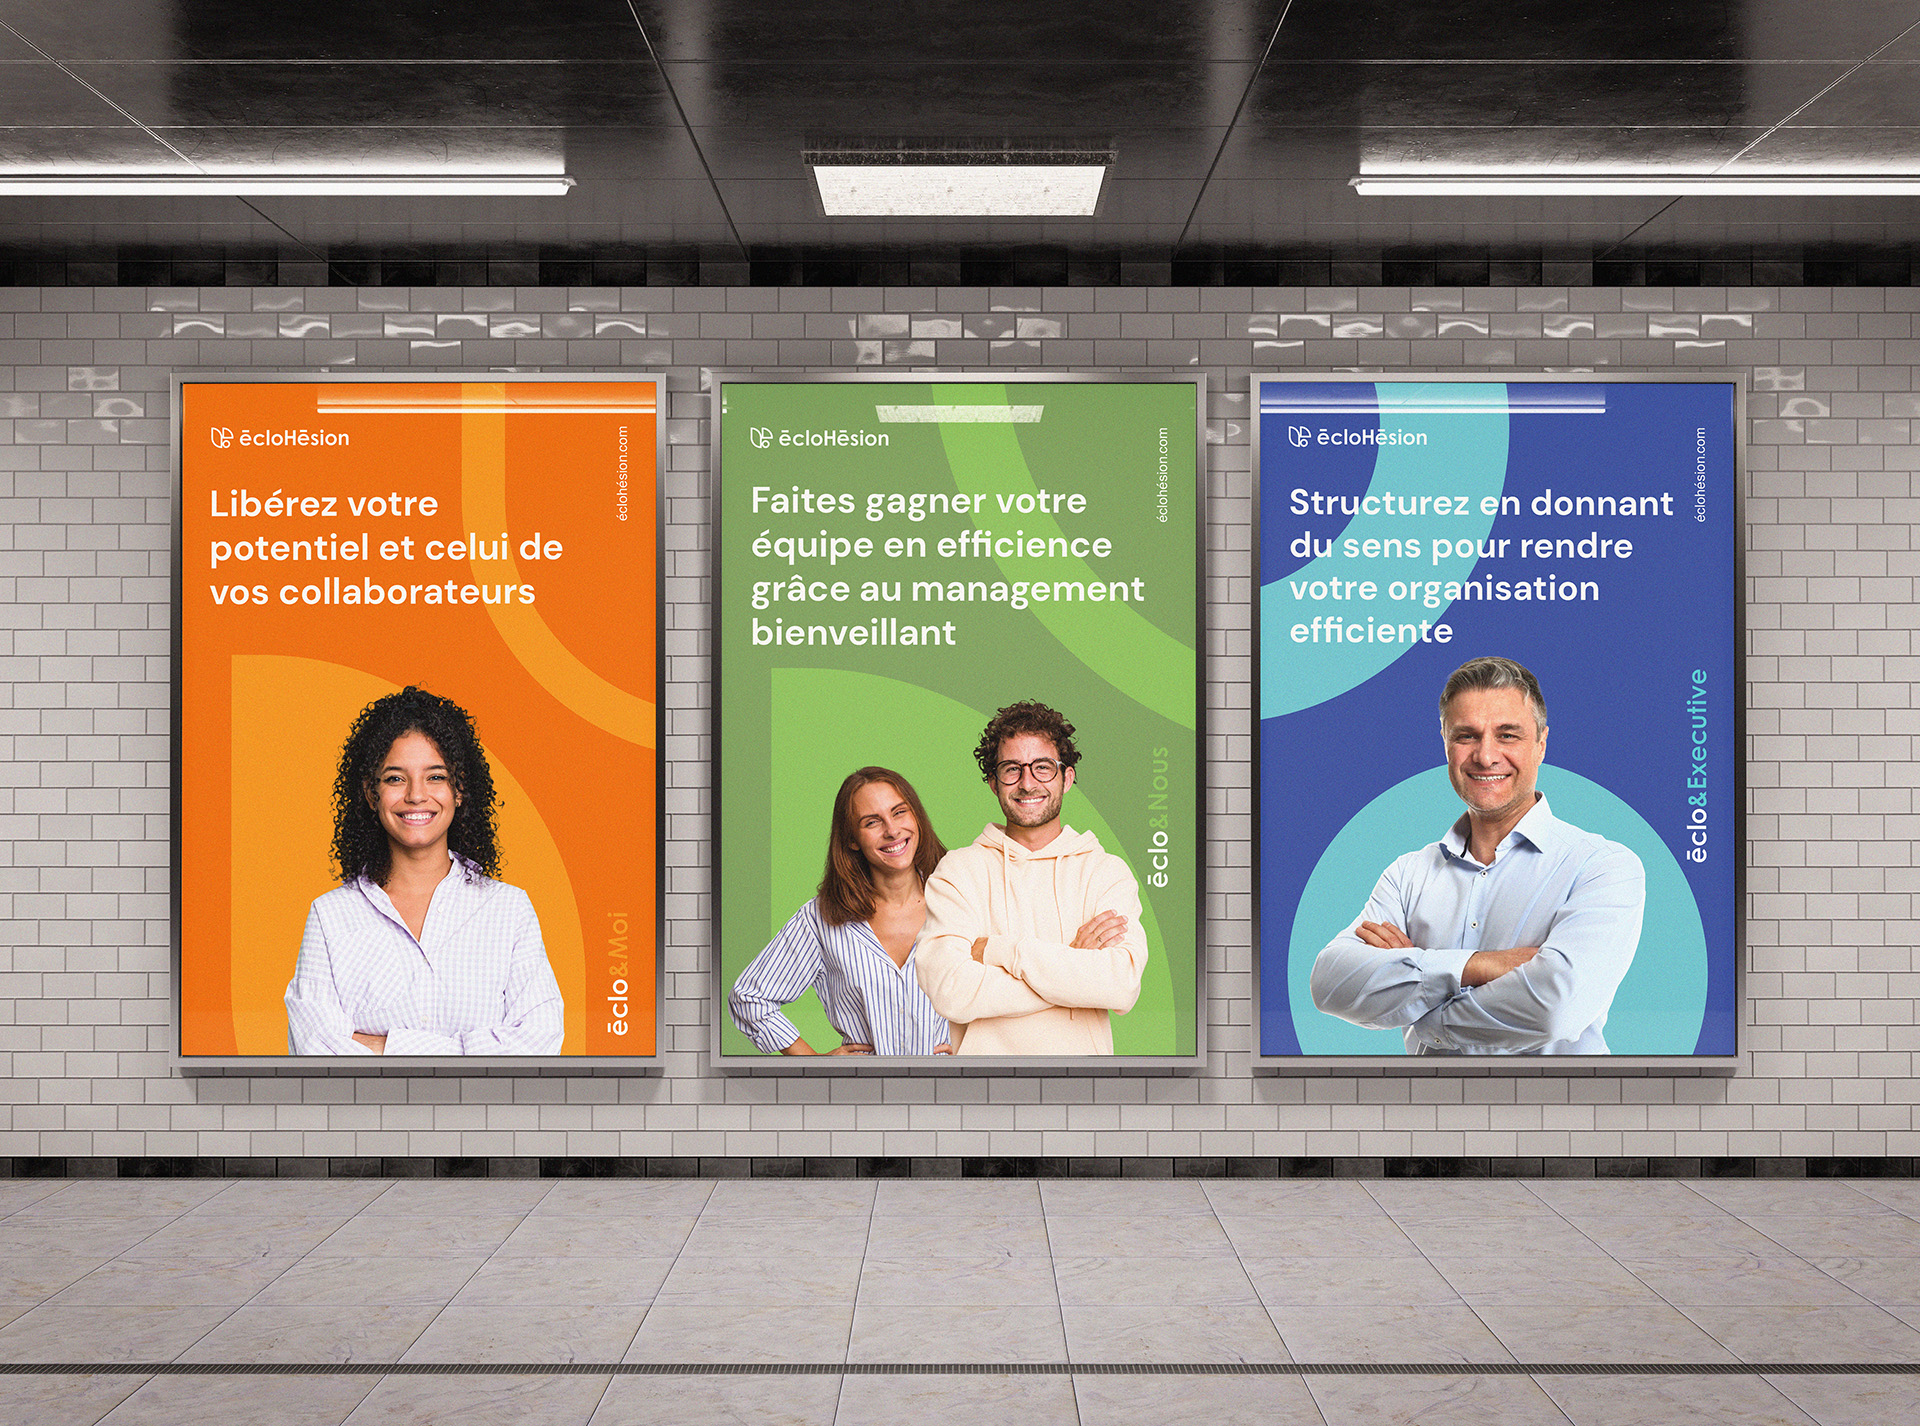 ēcloHēsion
éclohésion.com
Libérez votre
potentiel et celui de
vos collaborateurs
ēclo&Moi
ēcloHēsion
éclohésion.com
Faites gagner votre
équipe en efficience
grâce au management
bienveillant
ēclo&Nous
ēcloHēsion
éclohésion.com
Structurez en donnant
du sens pour rendre
votre organisation
efficiente
ēclo&Executive